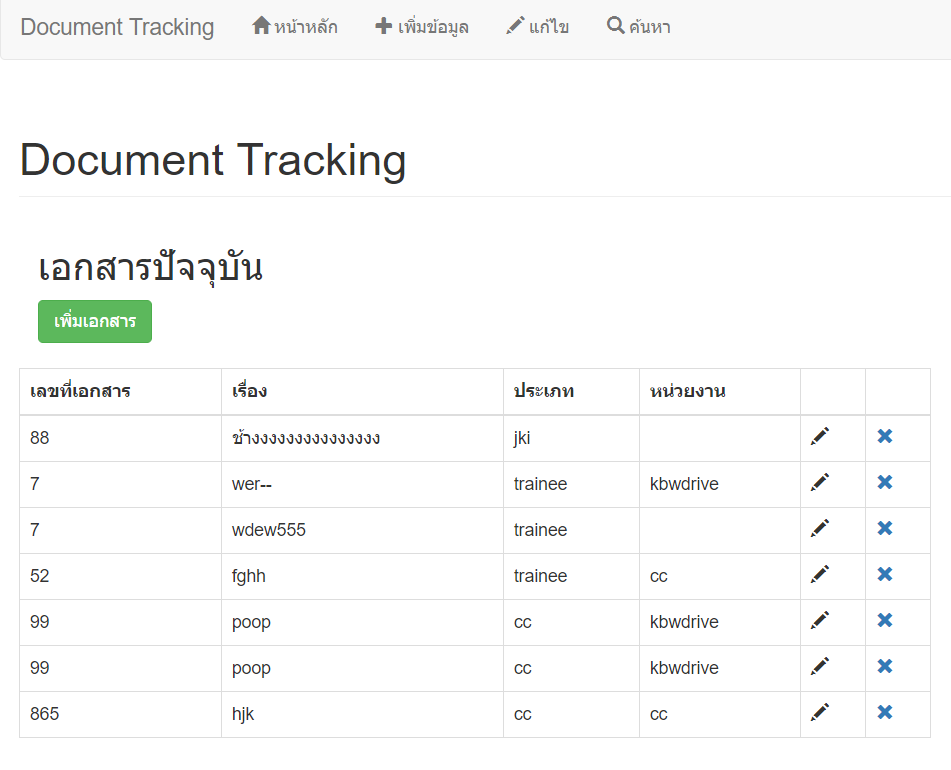 Document Tracking หน้าหลัก เพิ่มข้อมูล แก้ไข ค้นหา
Document Tracking
เอกสารปัจจุบัน
เพิ่มเอกสาร
เลขที่เอกสาร เรื่อง ประเภท หน่วยงาน
88 ช้างงงงงงงงงงงงงงง jki
7 wer-- trainee kbwdrive
7 wdew555 trainee
52 fghh trainee cc
99 poop cc kbwdrive
99 poop cc kbwdrive
865 hjk cc cc